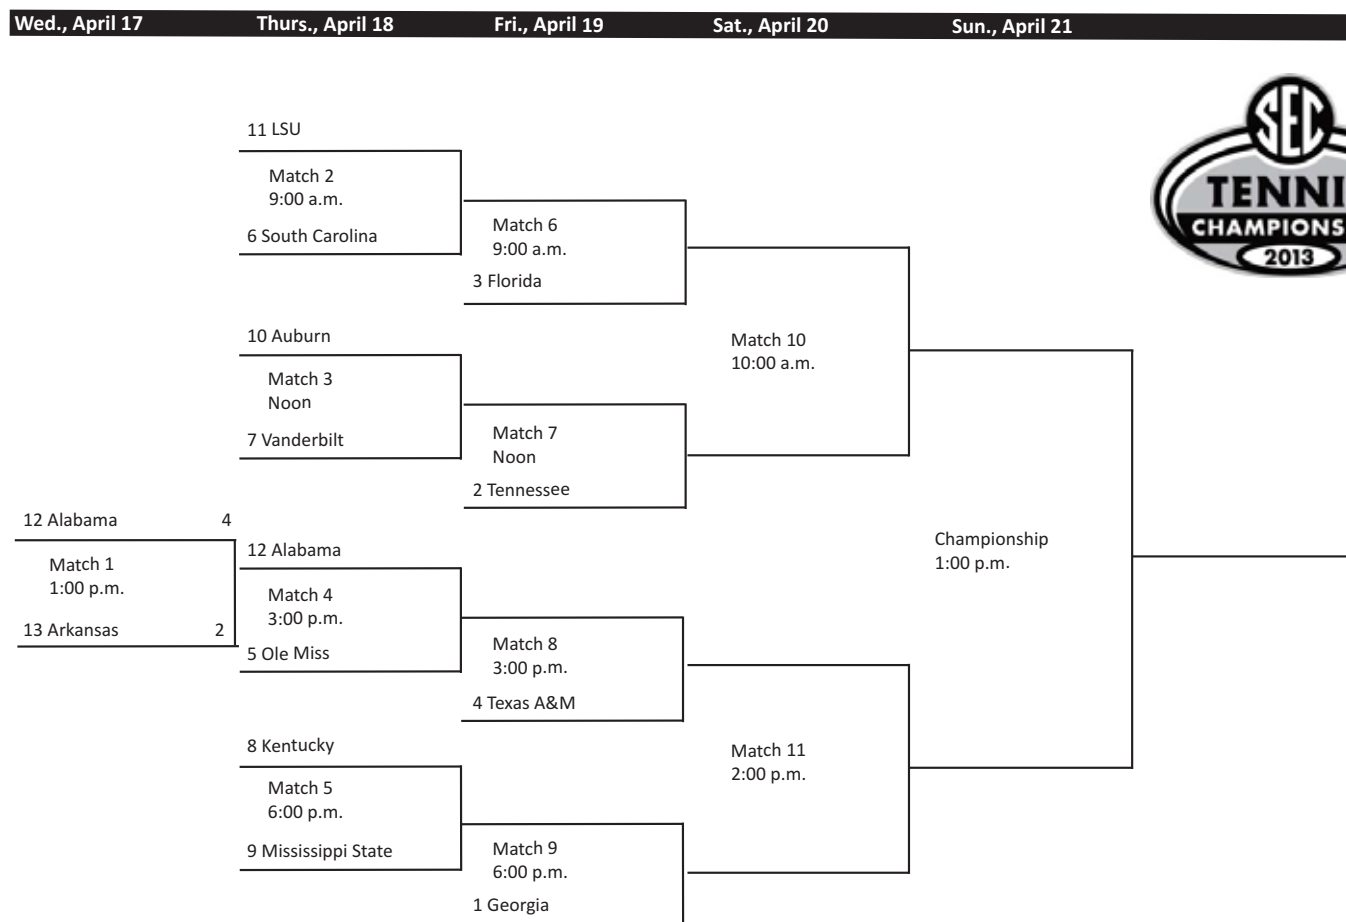 Wed., April 17 Thurs., April 18 Fri., April 19 Sat., April 20 Sun., April 21
SEC
TENNI
CHAMPIONS
2013
11 LSU
Match 2
9:00 a.m.
6 South Carolina
Match 6
9:00 a.m.
3 Florida
10 Auburn
Match 3
Noon
7 Vanderbilt
Match 7
Noon
2 Tennessee
Match 10
10:00 a.m.
12 Alabama 4
Match 1
1:00 p.m.
13 Arkansas 2
12 Alabama
Match 4
3:00 p.m.
5 Ole Miss
Match 8
3:00 p.m.
4 Texas A&M
8 Kentucky
Match 5
6:00 p.m.
9 Mississippi State
Match 9
6:00 p.m.
1 Georgia
Match 11
2:00 p.m.
Championship
1:00 p.m.